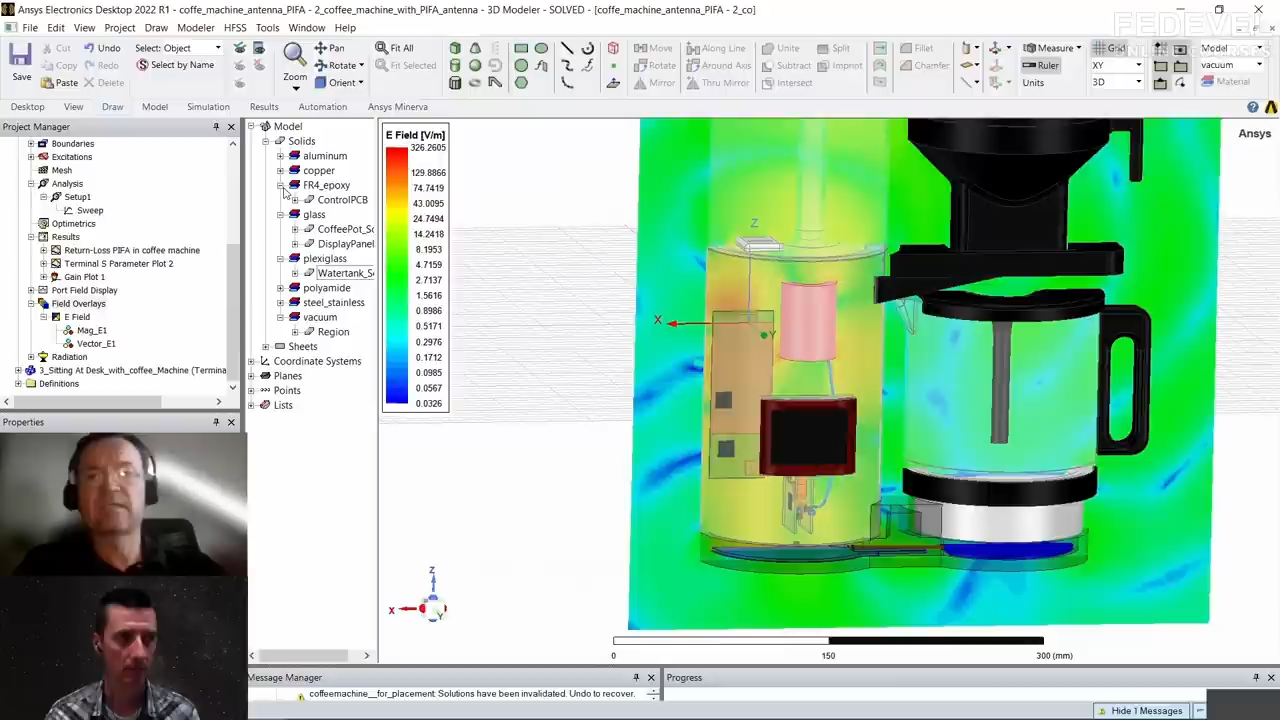 Ansys Electronics Desktop 2022 R1 - coffe_machine_antenna_PIFA - 2_coffee_machine_with_PIFA_antenna - 3D Modeler - SOLVED - [coffe_machine_antenna_PIFA - 2_co
FEDEVEL
File Edit View Project Draw Modeler HFSS Tools Window Help
Save
Cut Undo
Copy Redo
Paste Delete
Select: Object
Select by Name
Zoom
Pan
Rotate
Orient
Fit All
Fit Selected
Move Along Line
Rotate Around Axis
Mirror Thru Mirror
Unite Split
Subtract Imprint
Intersect
Fillet
Chamfer
Measure
Ruler
Units
Grid
XY
3D
Model
vacuum
Material
Desktop View Draw Model Simulation Results Automation Ansys Minerva
Project Manager
Boundaries
Excitations
Mesh
Analysis
Setup1
Sweep
Optimetrics
Results
Return-Loss PIFA in coffee machine
Terminal S Parameter Plot 2
Gain Plot 1
Port Field Display
Field Overlays
E Field
Mag_E1
Vector_E1
Radiation
3_Sitting At Desk_with_coffee_Machine (Termina
Definitions
Properties
Model
Solids
aluminum
copper
FR4_epoxy
ControlPCB
glass
CoffeePot_So
DisplayPanel
plexiglass
Watertank_S
polyamide
steel_stainless
vacuum
Region
Sheets
Coordinate Systems
Planes
Points
Lists
E Field [V/m]
326.2605
129.8866
74.7419
43.0095
24.7494
14.2418
8.1953
4.7159
2.7137
1.5616
0.8986
0.5171
0.2976
0.1712
0.0985
0.0567
0.0326
Ansys
Z
X
Z
X
Y
0 150 300 (mm)
Message Manager
coffeemachine__for_placement: Solutions have been invalidated. Undo to recover.
Progress
Hide 1 Messages